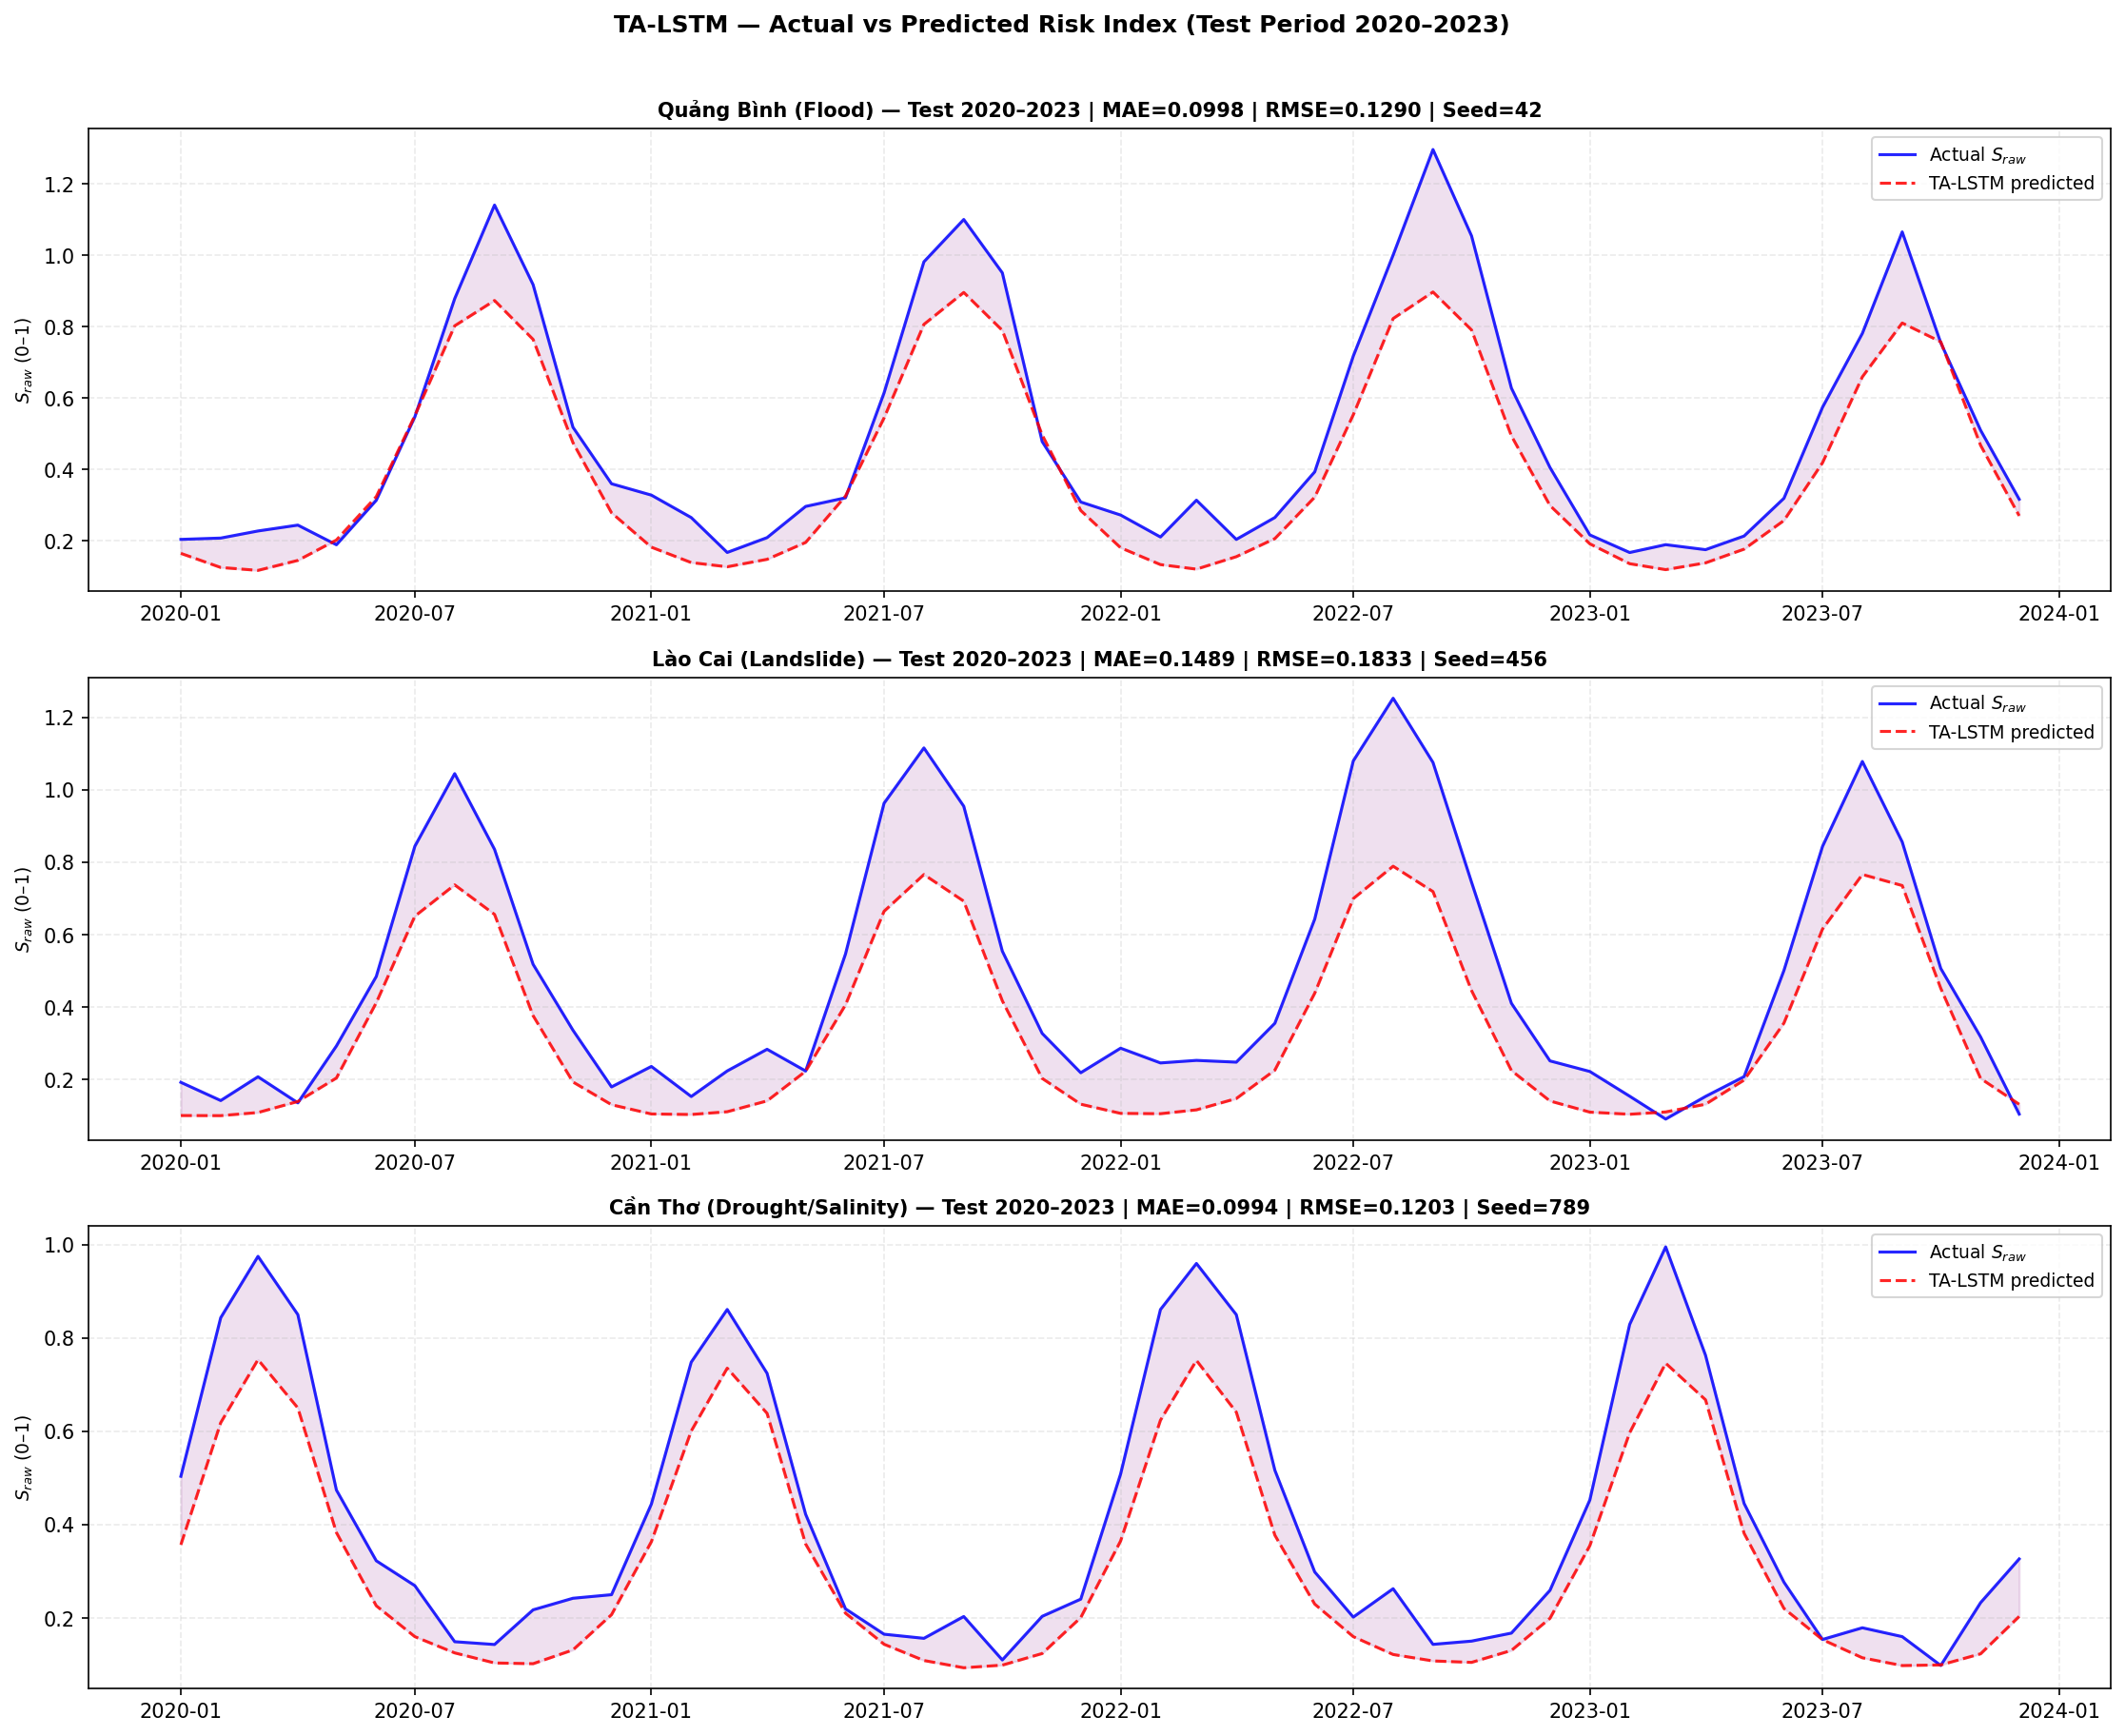 TA-LSTM — Actual vs Predicted Risk Index (Test Period 2020–2023)
Quảng Bình (Flood) — Test 2020–2023 | MAE=0.0998 | RMSE=0.1290 | Seed=42
Actual S_raw
TA-LSTM predicted
S_raw (0–1)
1.2
1.0
0.8
0.6
0.4
0.2
2020-01 2020-07 2021-01 2021-07 2022-01 2022-07 2023-01 2023-07 2024-01
Lào Cai (Landslide) — Test 2020–2023 | MAE=0.1489 | RMSE=0.1833 | Seed=456
Actual S_raw
TA-LSTM predicted
S_raw (0–1)
1.2
1.0
0.8
0.6
0.4
0.2
2020-01 2020-07 2021-01 2021-07 2022-01 2022-07 2023-01 2023-07 2024-01
Cần Thơ (Drought/Salinity) — Test 2020–2023 | MAE=0.0994 | RMSE=0.1203 | Seed=789
Actual S_raw
TA-LSTM predicted
S_raw (0–1)
1.0
0.8
0.6
0.4
0.2
2020-01 2020-07 2021-01 2021-07 2022-01 2022-07 2023-01 2023-07 2024-01